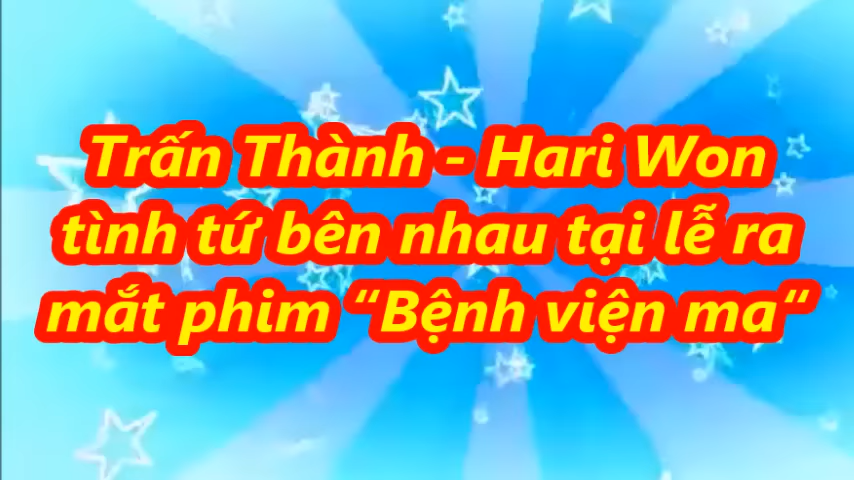 Trấn Thành - Hari Won
tình tứ bên nhau tại lễ ra
mắt phim “Bệnh viện ma“